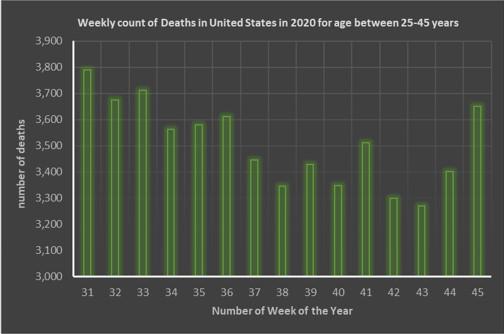 Weekly count of Deaths in United States in 2020 for age between 25-45 years
3,900
3,800
3,700
3,600
3,500
3,400
3,300
3,200
3,100
3,000
number of deaths
31 32 33 34 35 36 37 38 39 40 41 42 43 44 45
Number of Week of the Year